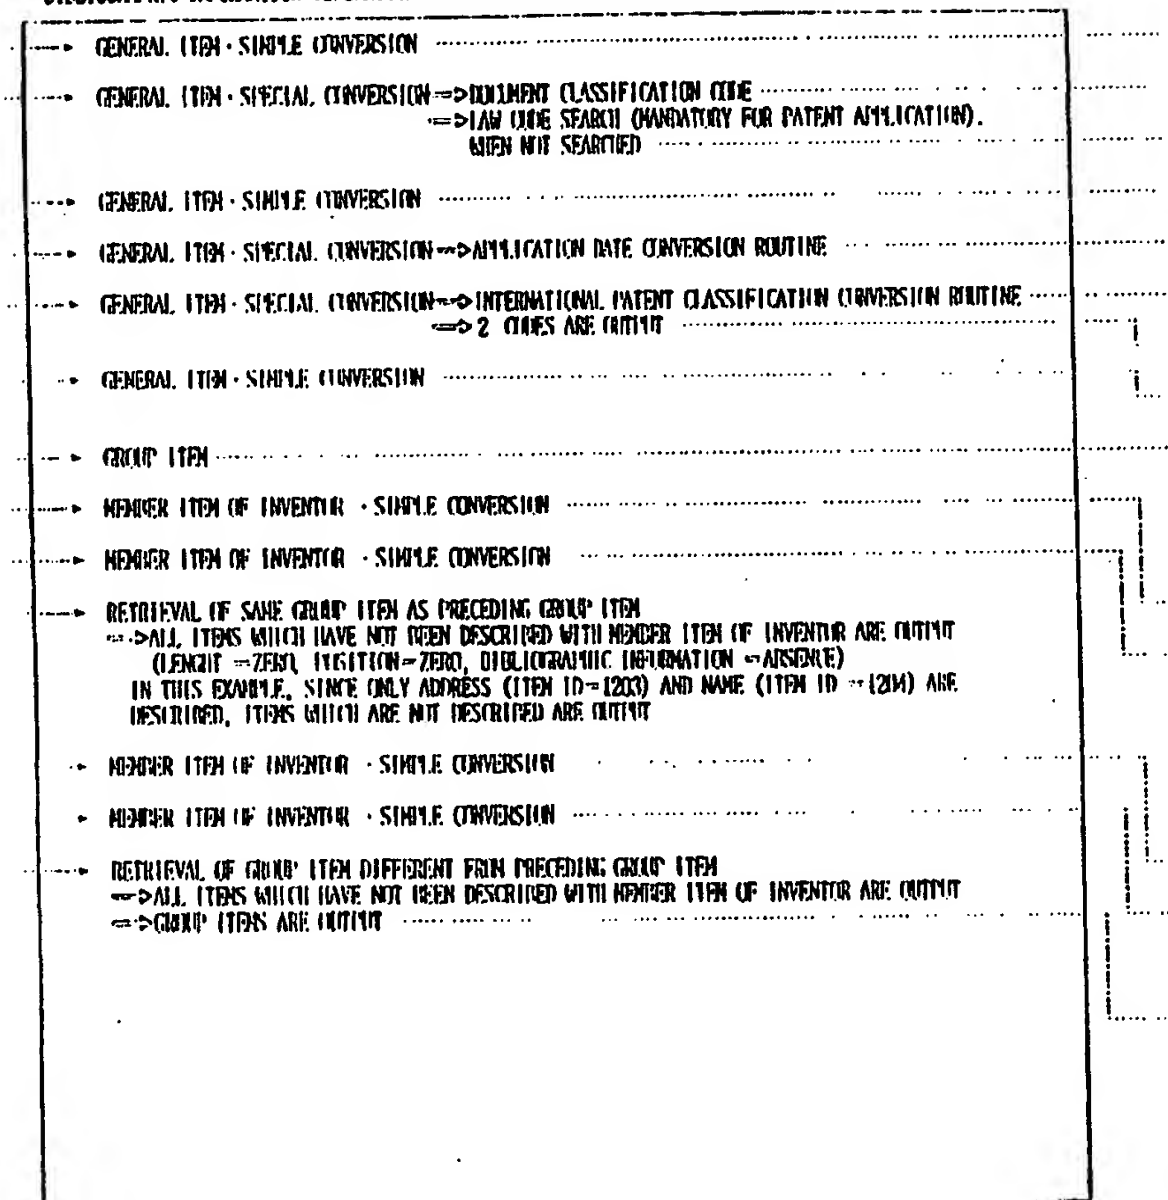 GENERAL ITEM · SIMPLE CONVERSION
GENERAL ITEM · SPECIAL CONVERSION =>DOCUMENT CLASSIFICATION CODE
=>LAW CODE SEARCH (MANDATORY FOR PATENT APPLICATION).
WHEN NOT SEARCHED
GENERAL ITEM · SIMPLE CONVERSION
GENERAL ITEM · SPECIAL CONVERSION =>APPLICATION DATE CONVERSION ROUTINE
GENERAL ITEM · SPECIAL CONVERSION =>INTERNATIONAL PATENT CLASSIFICATION CONVERSION ROUTINE
=>2 CODES ARE OUTPUT
GENERAL ITEM · SIMPLE CONVERSION
GROUP ITEM
MEMBER ITEM OF INVENTOR · SIMPLE CONVERSION
MEMBER ITEM OF INVENTOR · SIMPLE CONVERSION
RETRIEVAL OF SAME GROUP ITEM AS PRECEDING GROUP ITEM
=>ALL ITEMS WHICH HAVE NOT BEEN DESCRIBED WITH MEMBER ITEM OF INVENTOR ARE OUTPUT
(LENGTH =ZERO, POSITION=ZERO, BIBLIOGRAPHIC INFORMATION =ABSENCE)
IN THIS EXAMPLE, SINCE ONLY ADDRESS (ITEM ID=1203) AND NAME (ITEM ID =1204) ARE
DESCRIBED, ITEMS WHICH ARE NOT DESCRIBED ARE OUTPUT
MEMBER ITEM OF INVENTOR · SIMPLE CONVERSION
MEMBER ITEM OF INVENTOR · SIMPLE CONVERSION
RETRIEVAL OF GROUP ITEM DIFFERENT FROM PRECEDING GROUP ITEM
=>ALL ITEMS WHICH HAVE NOT BEEN DESCRIBED WITH MEMBER ITEM OF INVENTOR ARE OUTPUT
=>GROUP ITEMS ARE OUTPUT